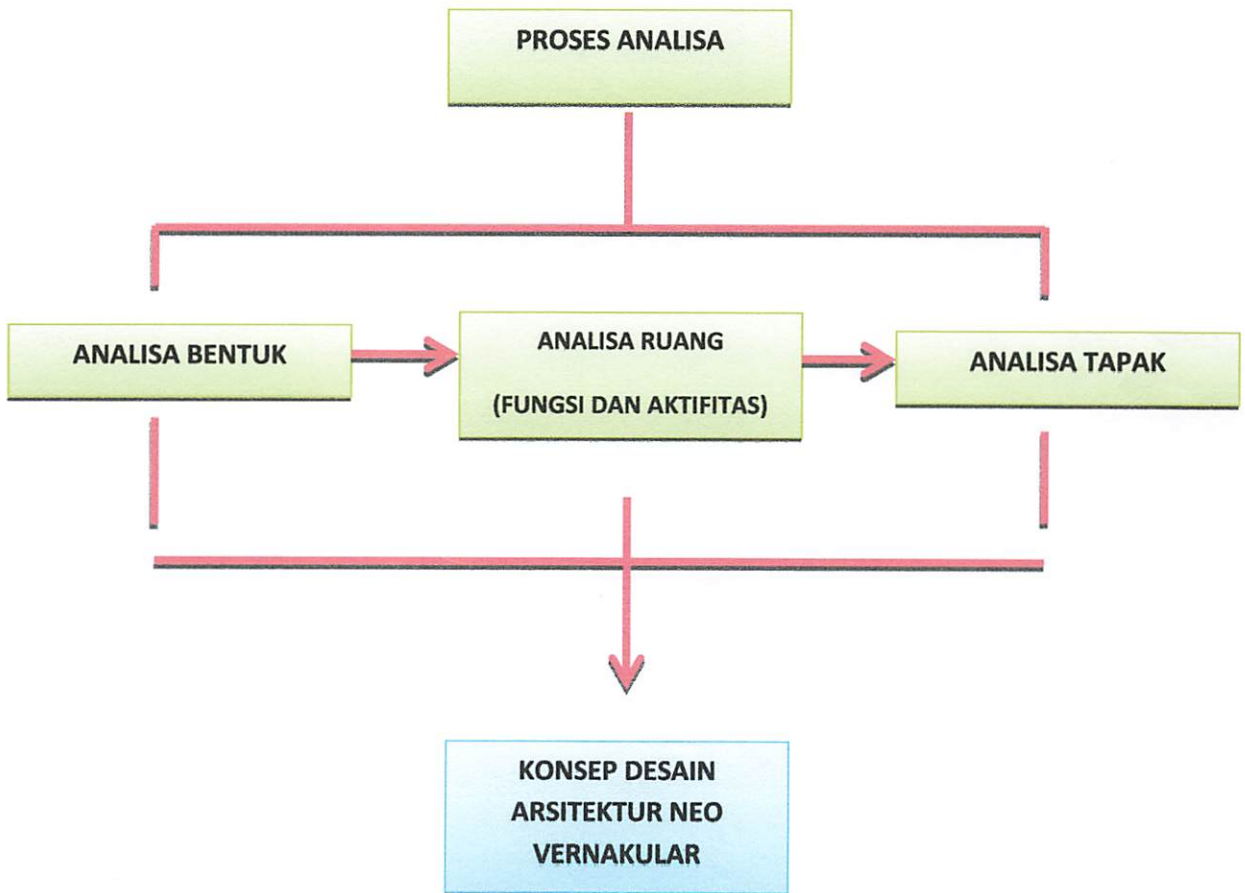 PROSES ANALISA
ANALISA BENTUK
ANALISA RUANG
(FUNGSI DAN AKTIFITAS)
ANALISA TAPAK
KONSEP DESAIN
ARSITEKTUR NEO
VERNAKULAR